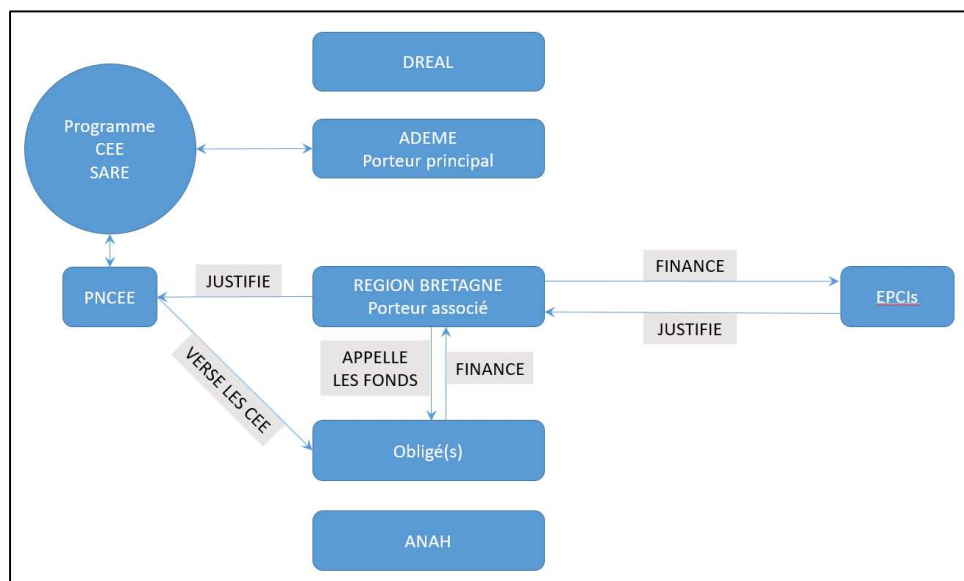 DREAL
Programme
CEE
SARE
ADEME
Porteur principal
PNCEE
JUSTIFIE
REGION BRETAGNE
Porteur associé
FINANCE
JUSTIFIE
EPCIs
VERSE LES CEE
APPELLE
LES FONDS
FINANCE
Obligé(s)
ANAH